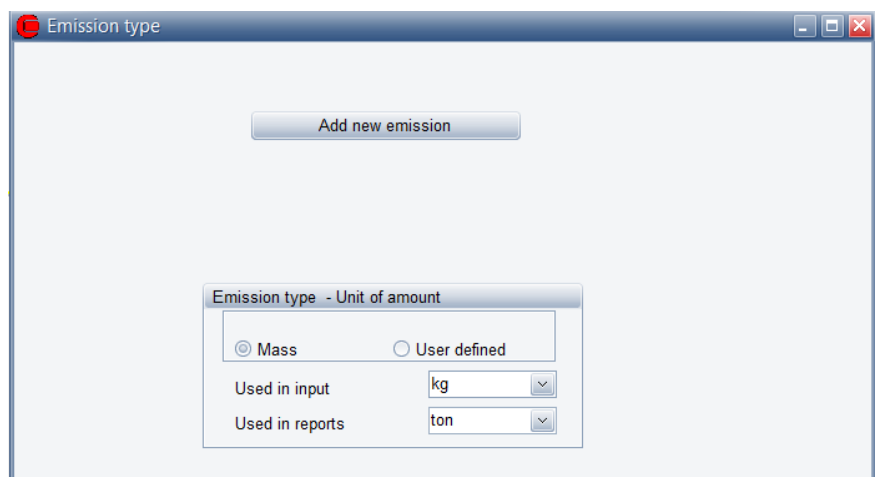 Emission type
Add new emission
Emission type - Unit of amount
Mass
User defined
Used in input
kg
Used in reports
ton